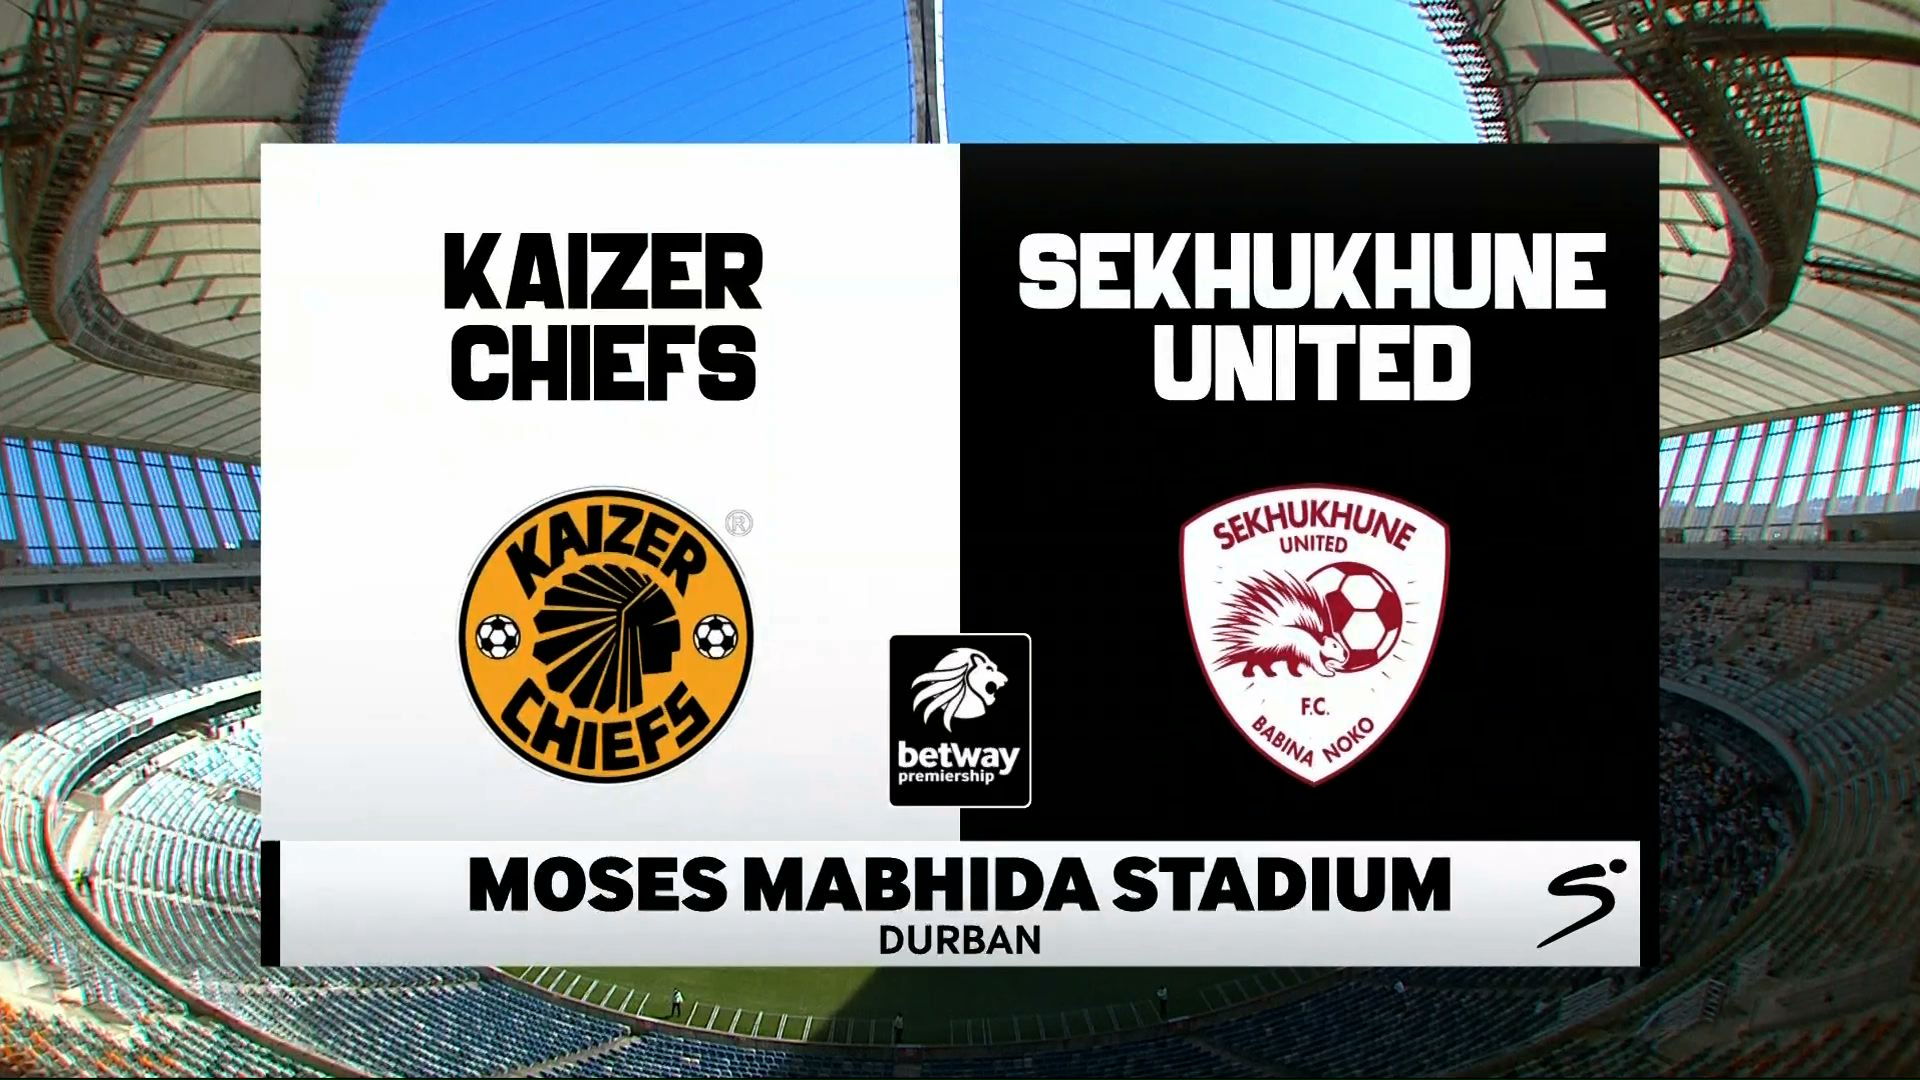 KAIZER
CHIEFS
SEKHUKHUNE
UNITED
KAIZER
®
CHIEFS
SEKHUKHUNE
UNITED
F.C.
BABINA NOKO
betway
premiership
MOSES MABHIDA STADIUM
DURBAN